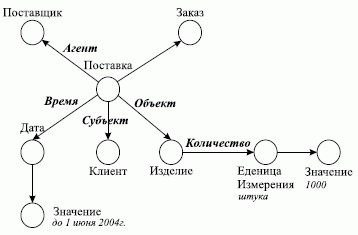 Поставщик
Заказ
Агент
Поставка
Время
Объект
Субъект
Дата
Количество
Клиент
Изделие
Еденица
Измерения
штука
Значение
1000
Значение
до 1 июня 2004г.